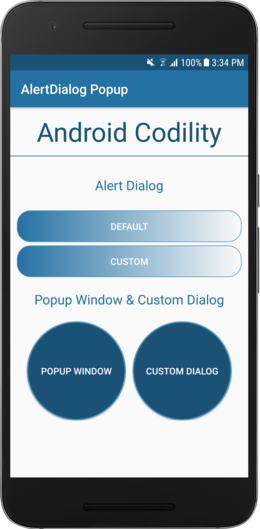 100% 3:34 PM
AlertDialog Popup
Android Codility
Alert Dialog
DEFAULT
CUSTOM
Popup Window & Custom Dialog
POPUP WINDOW CUSTOM DIALOG